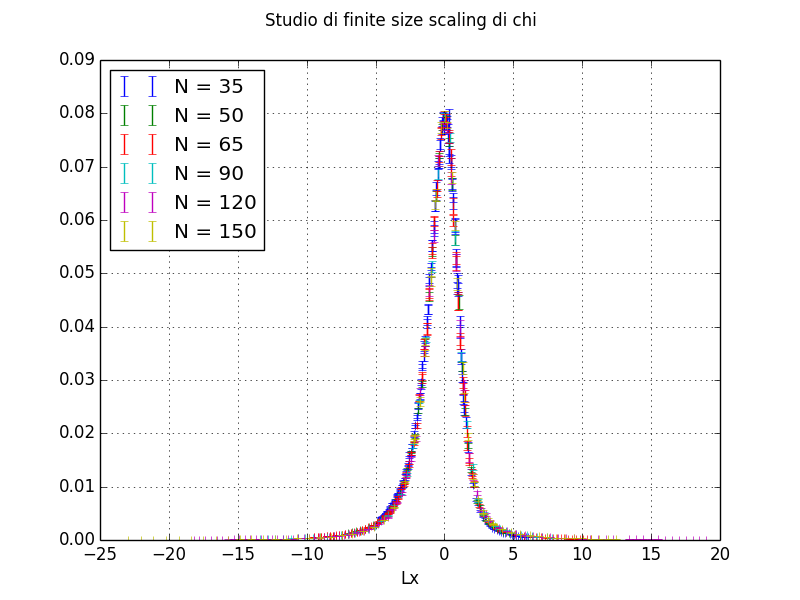 Studio di finite size scaling di chi
0.09
0.08
0.07
0.06
0.05
0.04
0.03
0.02
0.01
0.00
N = 35
N = 50
N = 65
N = 90
N = 120
N = 150
−25 −20 −15 −10 −5 0 5 10 15 20
Lx